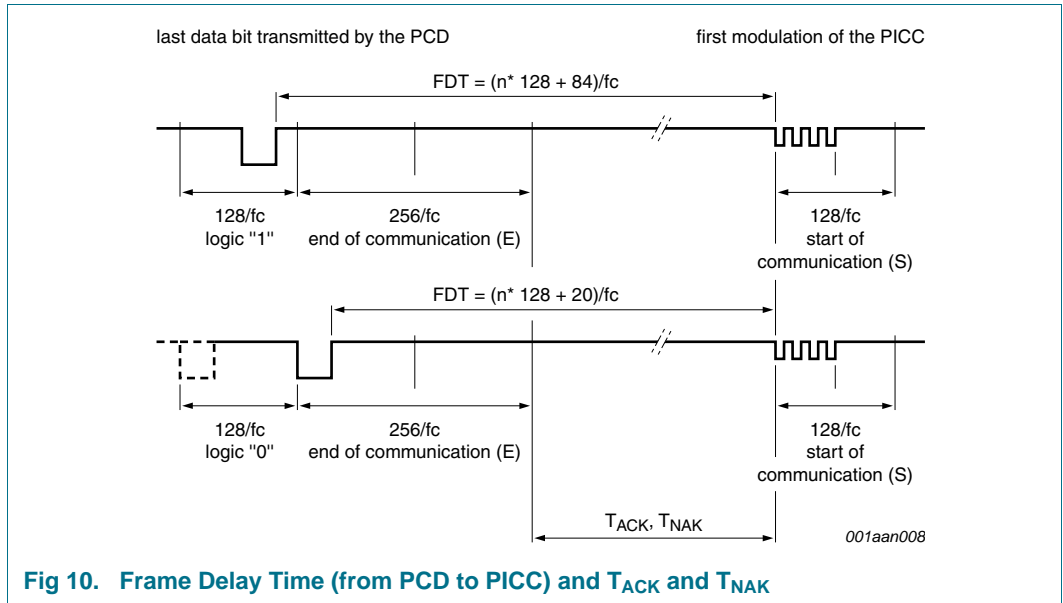 last data bit transmitted by the PCD
first modulation of the PICC
FDT = (n* 128 + 84)/fc
128/fc
logic "1"
256/fc
end of communication (E)
128/fc
start of
communication (S)
FDT = (n* 128 + 20)/fc
128/fc
logic "0"
256/fc
end of communication (E)
128/fc
start of
communication (S)
TACK, TNAK
001aan008
Fig 10. Frame Delay Time (from PCD to PICC) and TACK and TNAK